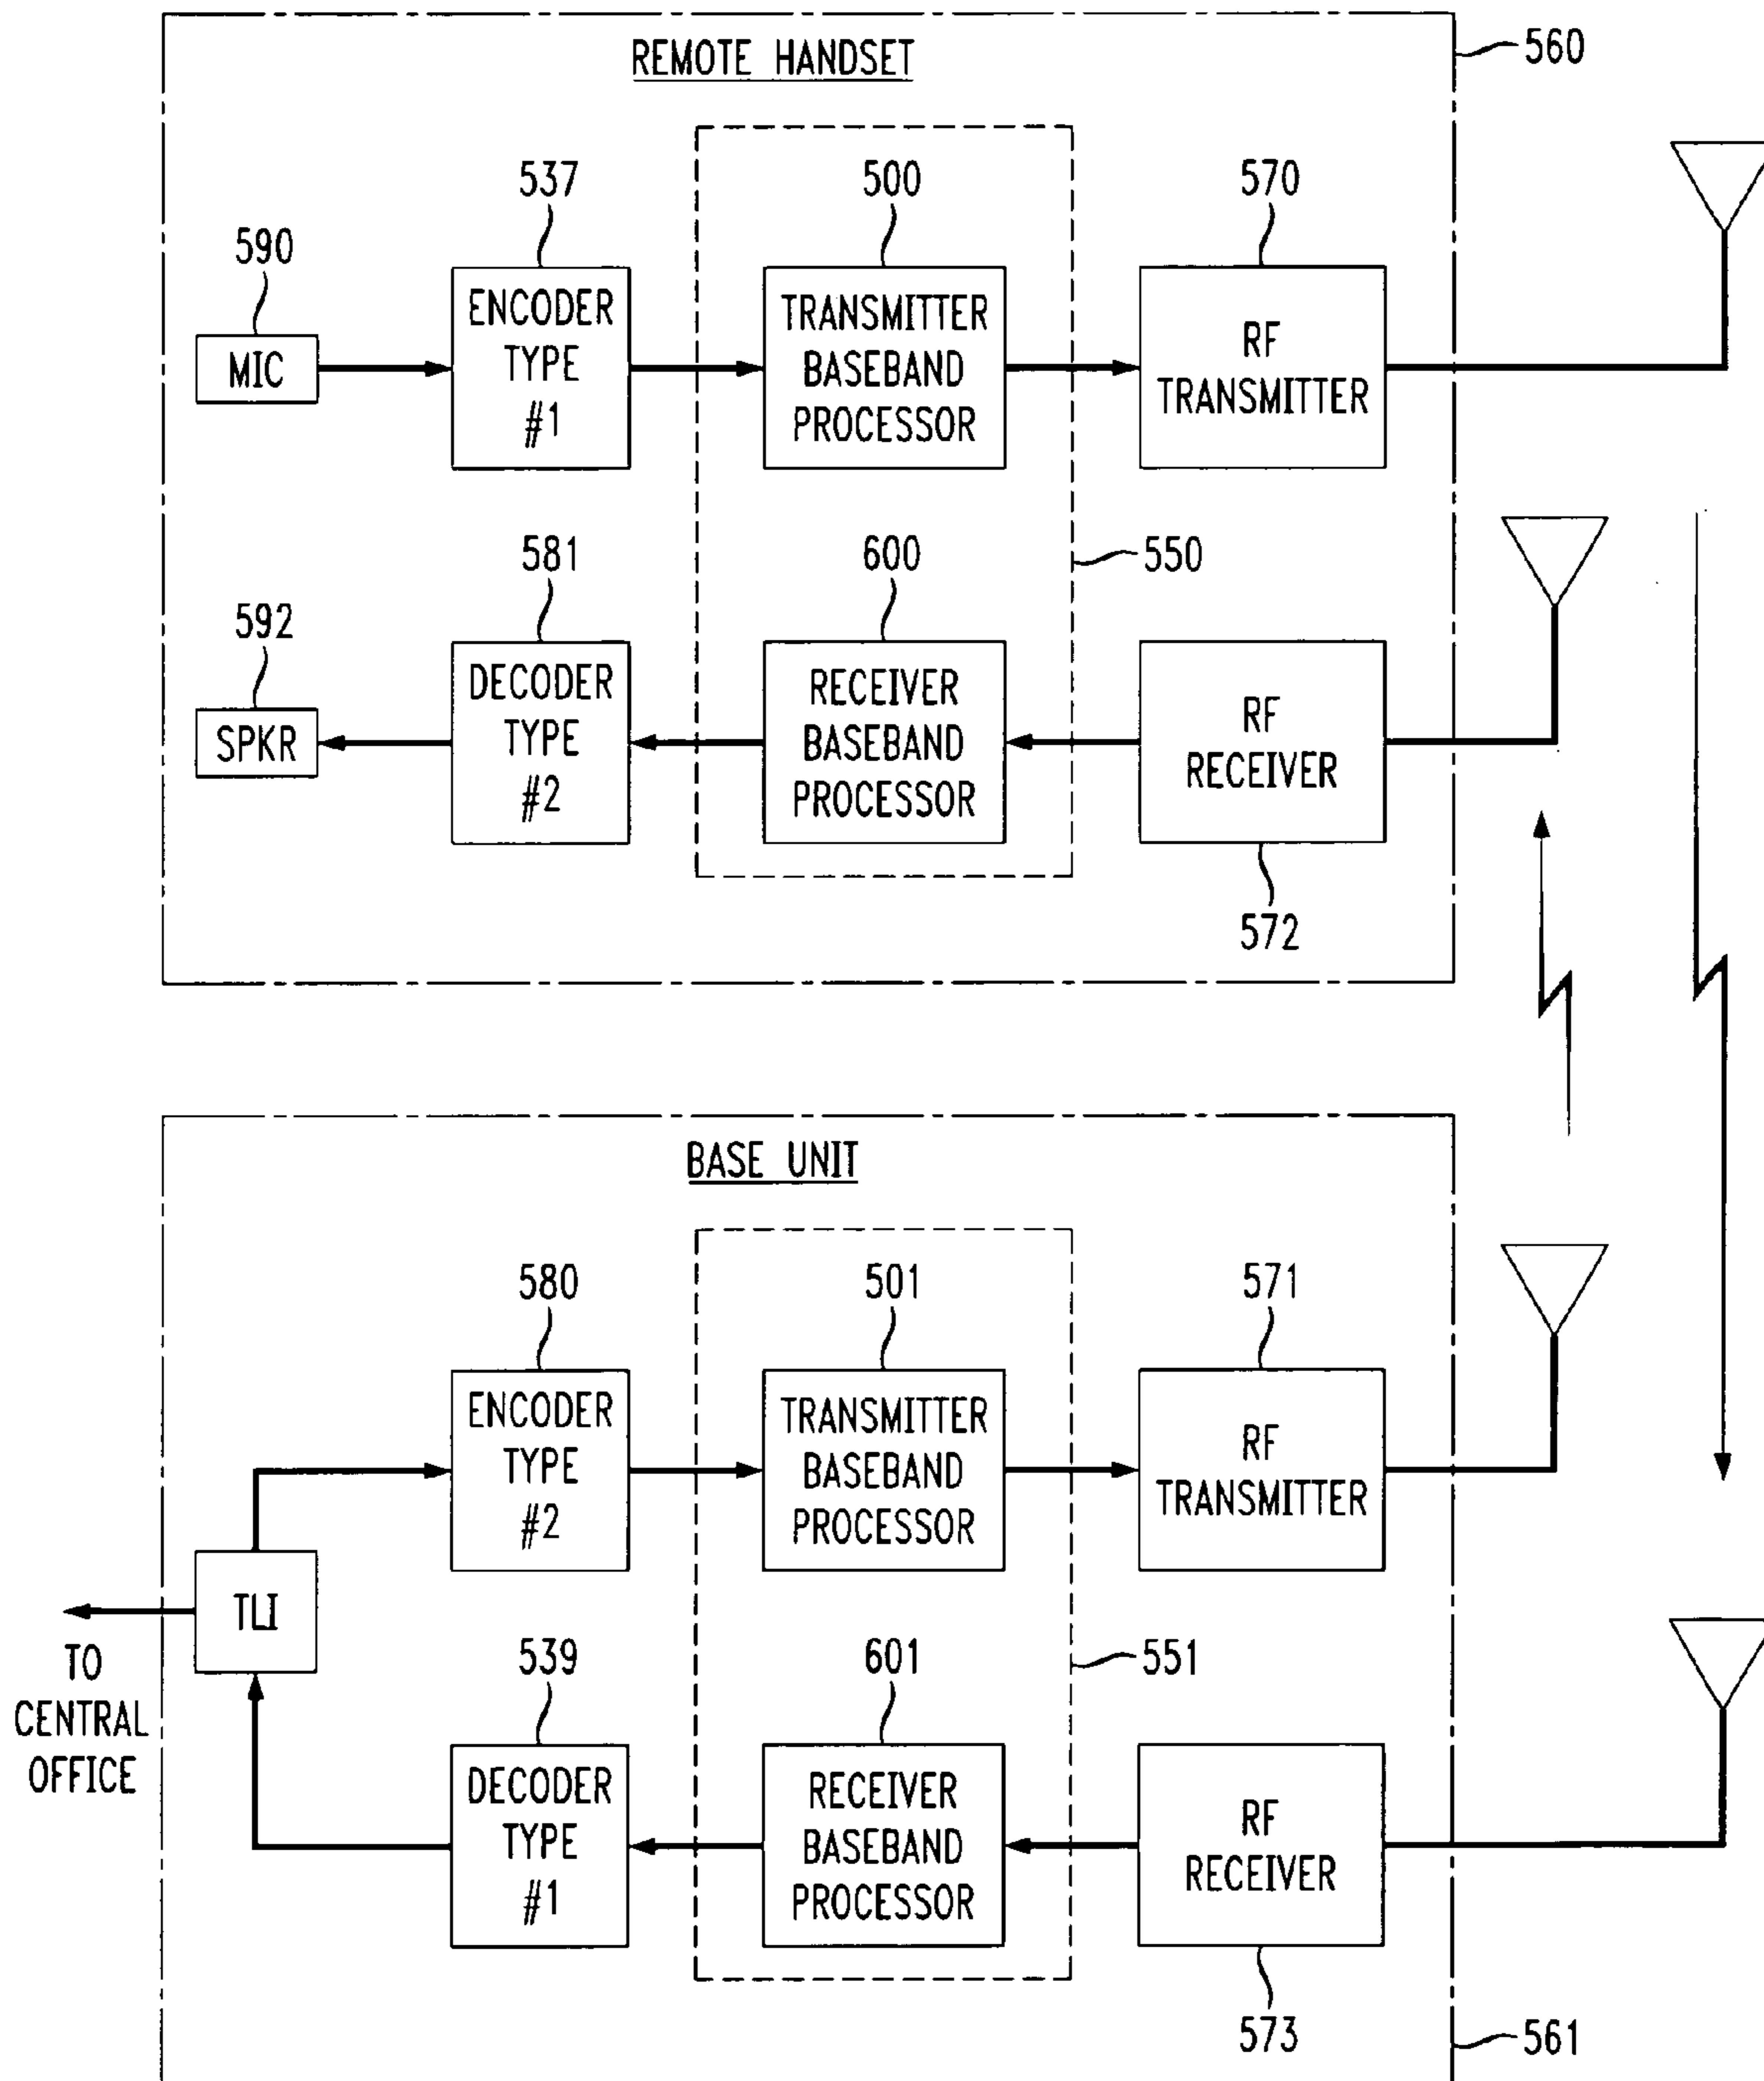 REMOTE HANDSET
560
537
500
570
590
MIC
ENCODER
TYPE
#1
TRANSMITTER
BASEBAND
PROCESSOR
RF
TRANSMITTER
581
600
550
592
SPKR
DECODER
TYPE
#2
RECEIVER
BASEBAND
PROCESSOR
RF
RECEIVER
572
BASE UNIT
580
501
571
ENCODER
TYPE
#2
TRANSMITTER
BASEBAND
PROCESSOR
RF
TRANSMITTER
TLI
TO
CENTRAL
OFFICE
539
601
551
DECODER
TYPE
#1
RECEIVER
BASEBAND
PROCESSOR
RF
RECEIVER
573
561